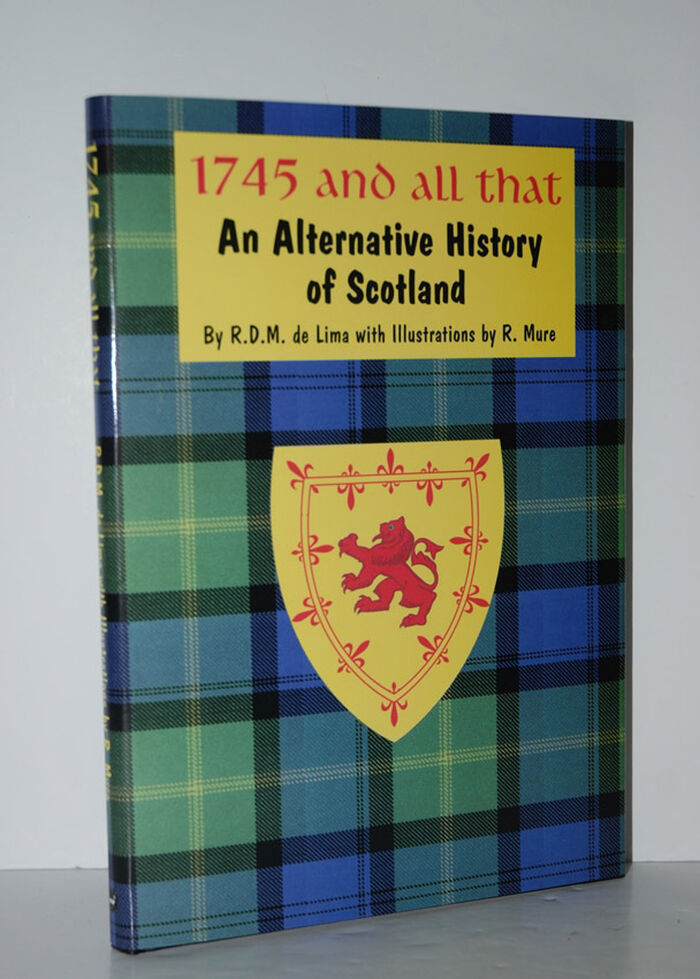 1745 and all that
An Alternative History
of Scotland
By R.D.M. de Lima with Illustrations by R. Mure
1745 and all that